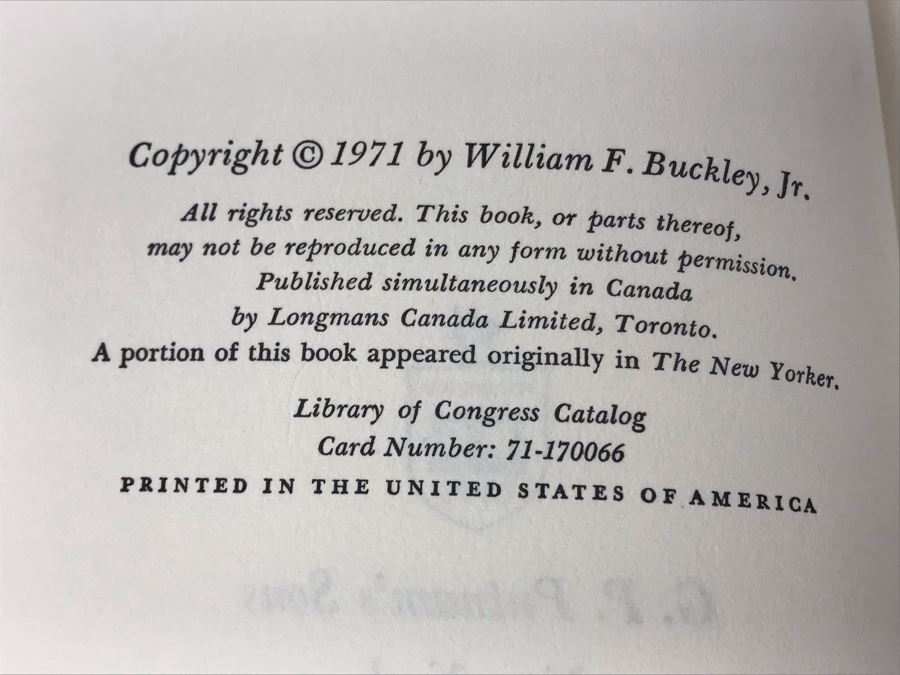 Copyright © 1971 by William F. Buckley, Jr.
All rights reserved. This book, or parts thereof,
may not be reproduced in any form without permission.
Published simultaneously in Canada
by Longmans Canada Limited, Toronto.
A portion of this book appeared originally in The New Yorker.
Library of Congress Catalog
Card Number: 71-170066
PRINTED IN THE UNITED STATES OF AMERICA
G. P. Putnam's Sons